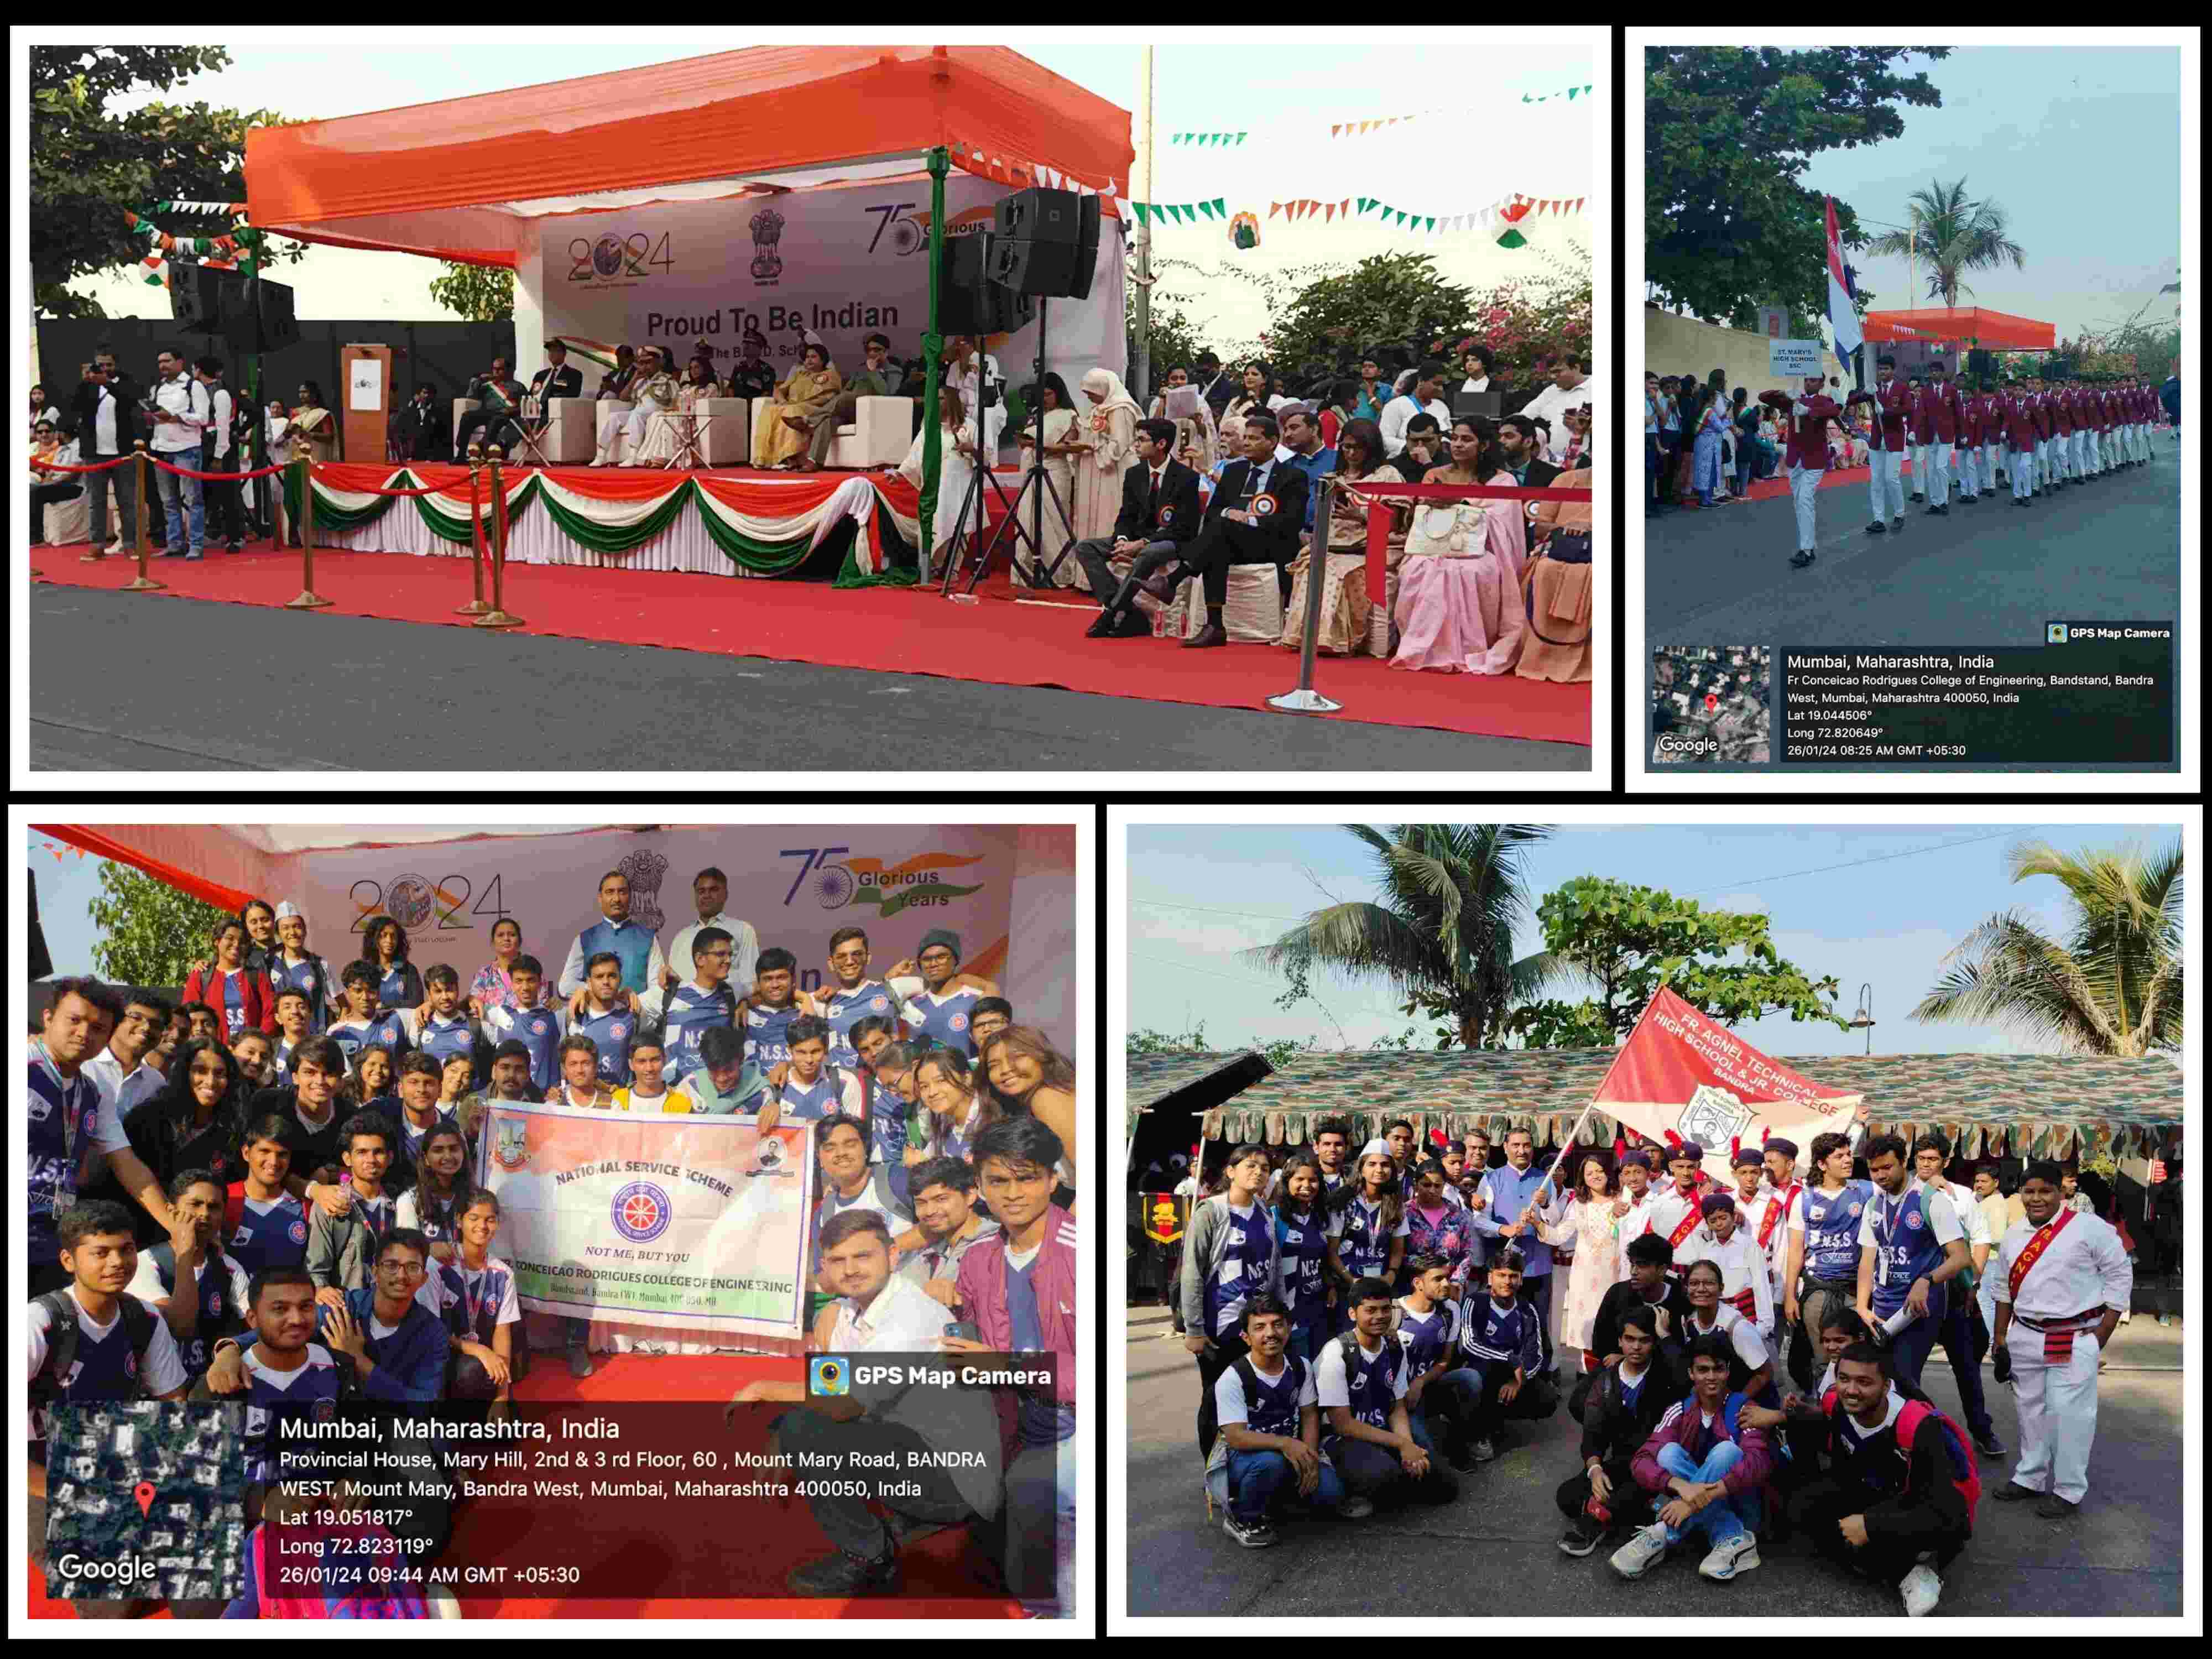 2024
75
Glorious
Proud To Be Indian
ST. MARY'S
HIGH SCHOOL
SSC
GPS Map Camera
Mumbai, Maharashtra, India
Fr Conceicao Rodrigues College of Engineering, Bandstand, Bandra
West, Mumbai, Maharashtra 400050, India
Lat 19.044506°
Long 72.820649°
26/01/24 08:25 AM GMT +05:30
Google
2024
75
Glorious
Years
N.S.S.
NATIONAL SERVICE SCHEME
NOT ME, BUT YOU
CONCEICAO RODRIGUES COLLEGE OF ENGINEERING
Bandstand, Bandra (W), Mumbai
GPS Map Camera
Mumbai, Maharashtra, India
Provincial House, Mary Hill, 2nd & 3 rd Floor, 60 , Mount Mary Road, BANDRA
WEST, Mount Mary, Bandra West, Mumbai, Maharashtra 400050, India
Lat 19.051817°
Long 72.823119°
26/01/24 09:44 AM GMT +05:30
Google
FR. AGNEL TECHNICAL
HIGH SCHOOL & JR. COLLEGE
BANDRA
N.S.S.
N.S.S.